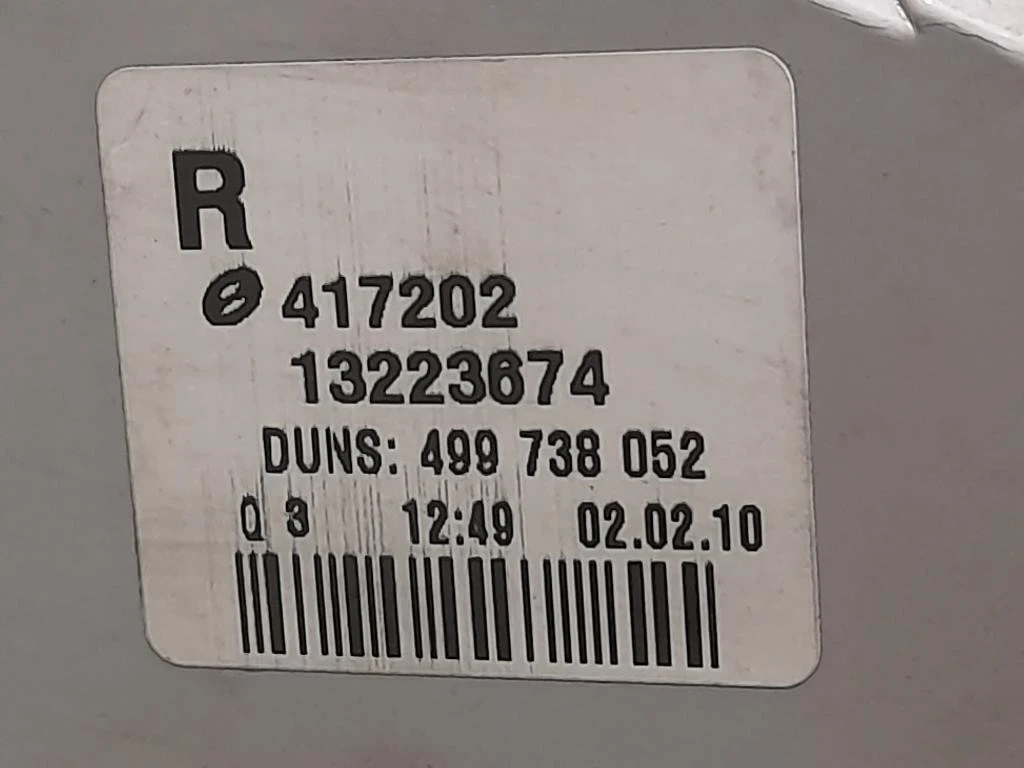 R
417202
13223674
DUNS: 499 738 052
Q 3 12:49 02.02.10